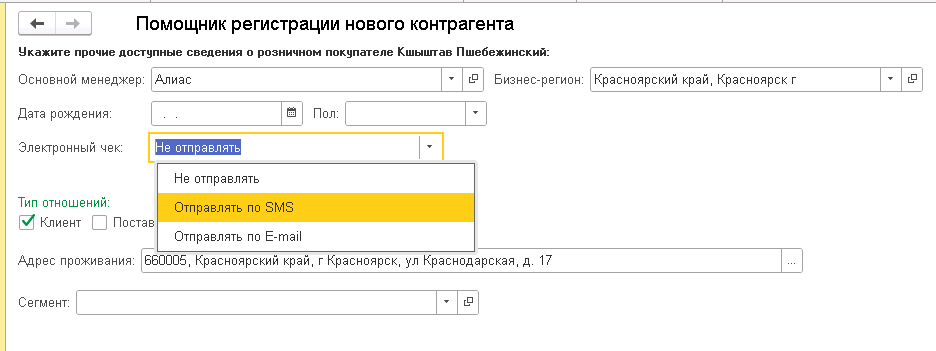 Помощник регистрации нового контрагента
Укажите прочие доступные сведения о розничном покупателе Кшыштав Пшебежинский:
Основной менеджер: Алиас Бизнес-регион: Красноярский край, Красноярск г
Дата рождения: . . Пол:
Электронный чек: Не отправлять
Не отправлять
Тип отношений: Отправлять по SMS
Клиент Постав
Отправлять по E-mail
Адрес проживания: 660005, Красноярский край, г Красноярск, ул Краснодарская, д. 17 ...
Сегмент: